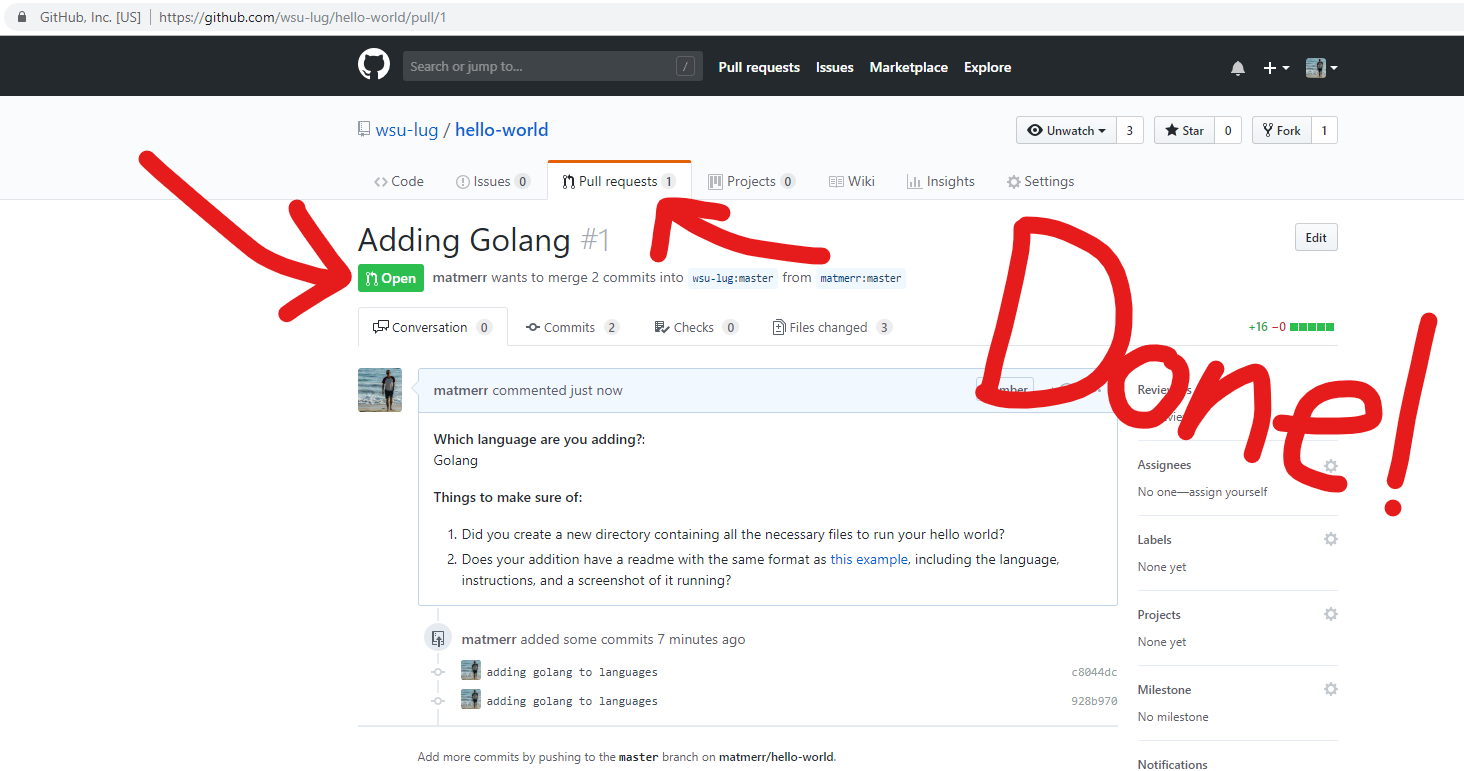 GitHub, Inc. [US] | https://github.com/wsu-lug/hello-world/pull/1
Search or jump to... / Pull requests Issues Marketplace Explore
wsu-lug / hello-world Unwatch 3 Star 0 Fork 1
Code Issues 0 Pull requests 1 Projects 0 Wiki Insights Settings
Adding Golang #1 Edit
Open matmerr wants to merge 2 commits into wsu-lug:master from matmerr:master
Done!
Conversation 0 Commits 2 Checks 0 Files changed 3 +16 −0
matmerr commented just now
Which language are you adding?:
Golang
Things to make sure of:
1. Did you create a new directory containing all the necessary files to run your hello world?
2. Does your addition have a readme with the same format as this example, including the language,
instructions, and a screenshot of it running?
matmerr added some commits 7 minutes ago
adding golang to languages c8044dc
adding golang to languages 928b970
Add more commits by pushing to the master branch on matmerr/hello-world.
Assignees
No one—assign yourself
Labels
None yet
Projects
None yet
Milestone
No milestone
Notifications